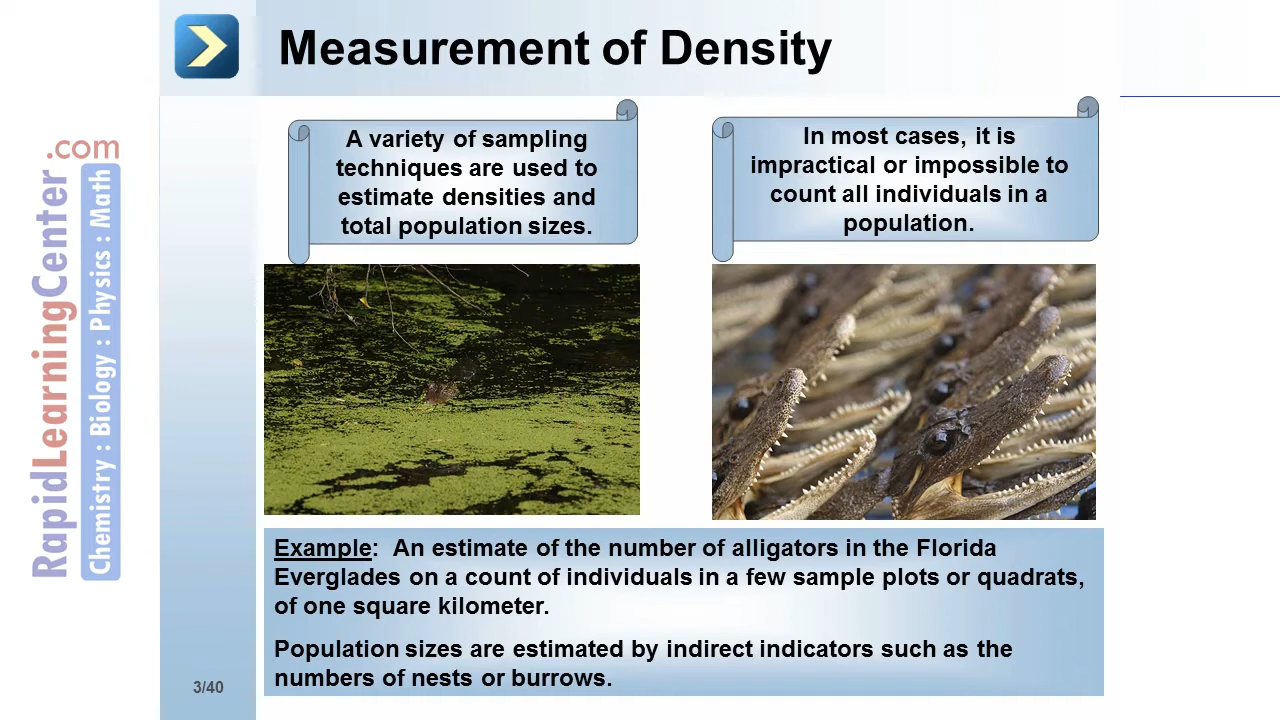 Measurement of Density
A variety of sampling
techniques are used to
estimate densities and
total population sizes.
In most cases, it is
impractical or impossible to
count all individuals in a
population.
RapidLearningCenter.com
Chemistry : Biology : Physics : Math
Example:  An estimate of the number of alligators in the Florida
Everglades on a count of individuals in a few sample plots or quadrats,
of one square kilometer.
Population sizes are estimated by indirect indicators such as the
numbers of nests or burrows.
3/40